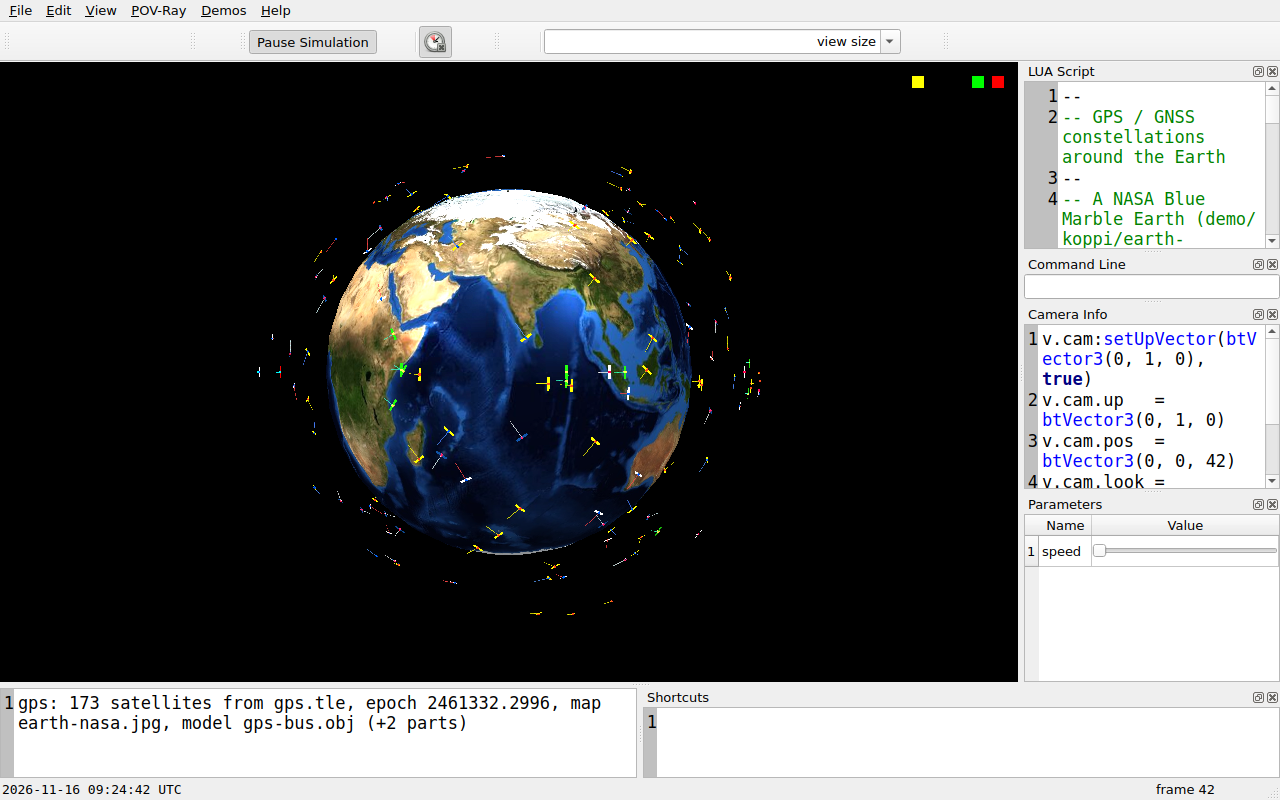 File Edit View POV-Ray Demos Help
Pause Simulation
view size
LUA Script
1 --
2 -- GPS / GNSS
constellations
around the Earth
3 --
4 -- A NASA Blue
Marble Earth (demo/
koppi/earth-
Command Line
Camera Info
1 v.cam:setUpVector(btV
ector3(0, 1, 0),
true)
2 v.cam.up   =
btVector3(0, 1, 0)
3 v.cam.pos  =
btVector3(0, 0, 42)
4 v.cam.look =
Parameters
Name Value
1 speed
1 gps: 173 satellites from gps.tle, epoch 2461332.2996, map
earth-nasa.jpg, model gps-bus.obj (+2 parts)
Shortcuts
1
2026-11-16 09:24:42 UTC
frame 42